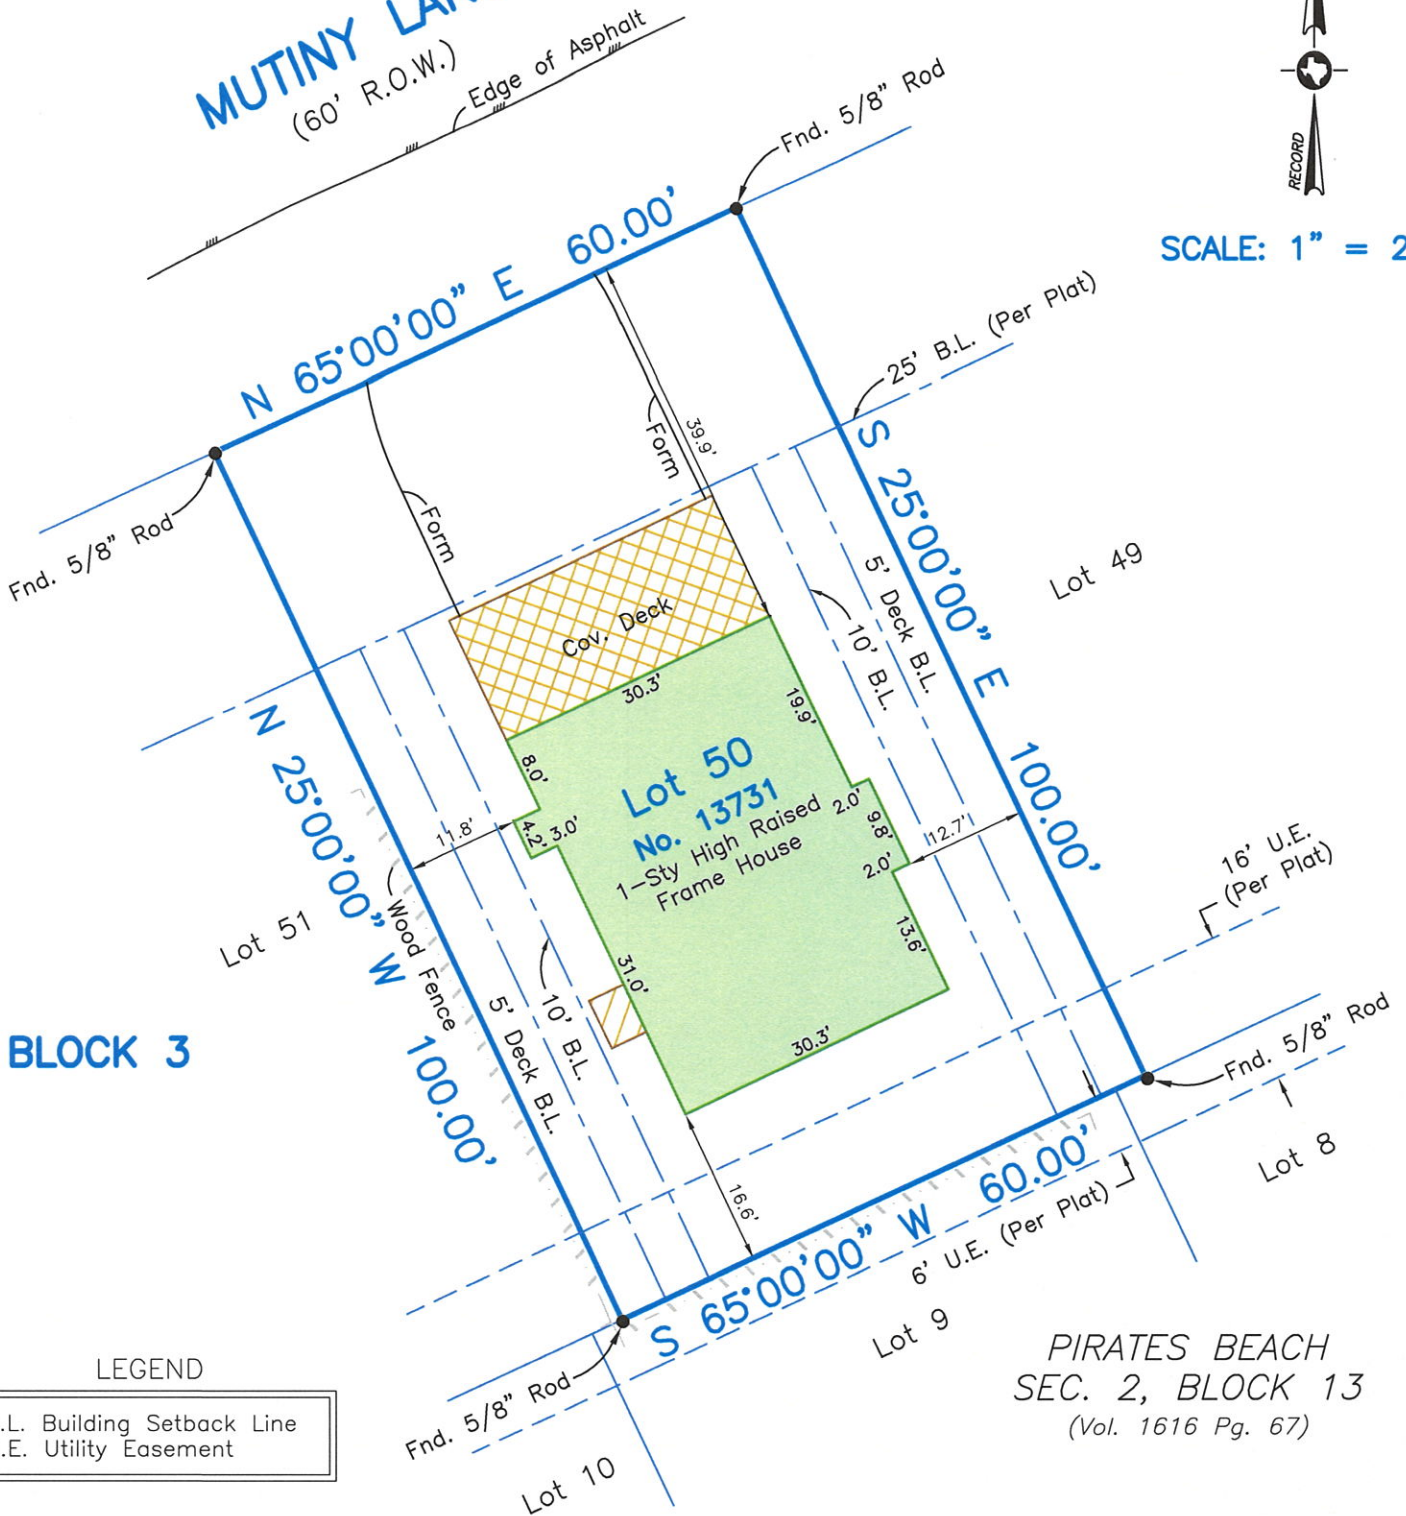 MUTINY
(60' R.O.W.)
Edge of Asphalt
Fnd. 5/8" Rod
RECORD
SCALE: 1" =
N 65°00'00" E 60.00'
25' B.L. (Per Plat)
Fnd. 5/8" Rod
Form
Form
39.9'
S 25°00'00" E 100.00'
Lot 49
5' Deck B.L.
10' B.L.
Cov. Deck
30.3'
19.9'
8.0'
Lot 50
No. 13731
1-Sty High Raised
Frame House
2.0'
9.8'
2.0'
12.7'
4.2'
3.0'
11.8'
13.6'
N 25°00'00" W 100.00'
Lot 51
Wood Fence
16' U.E.
(Per Plat)
31.0'
5' Deck B.L.
10' B.L.
BLOCK 3
30.3'
Fnd. 5/8" Rod
Lot 8
16.6'
S 65°00'00" W 60.00'
6' U.E. (Per Plat)
Lot 9
Fnd. 5/8" Rod
Lot 10
PIRATES BEACH
SEC. 2, BLOCK 13
(Vol. 1616 Pg. 67)
LEGEND
.L. Building Setback Line
.E. Utility Easement